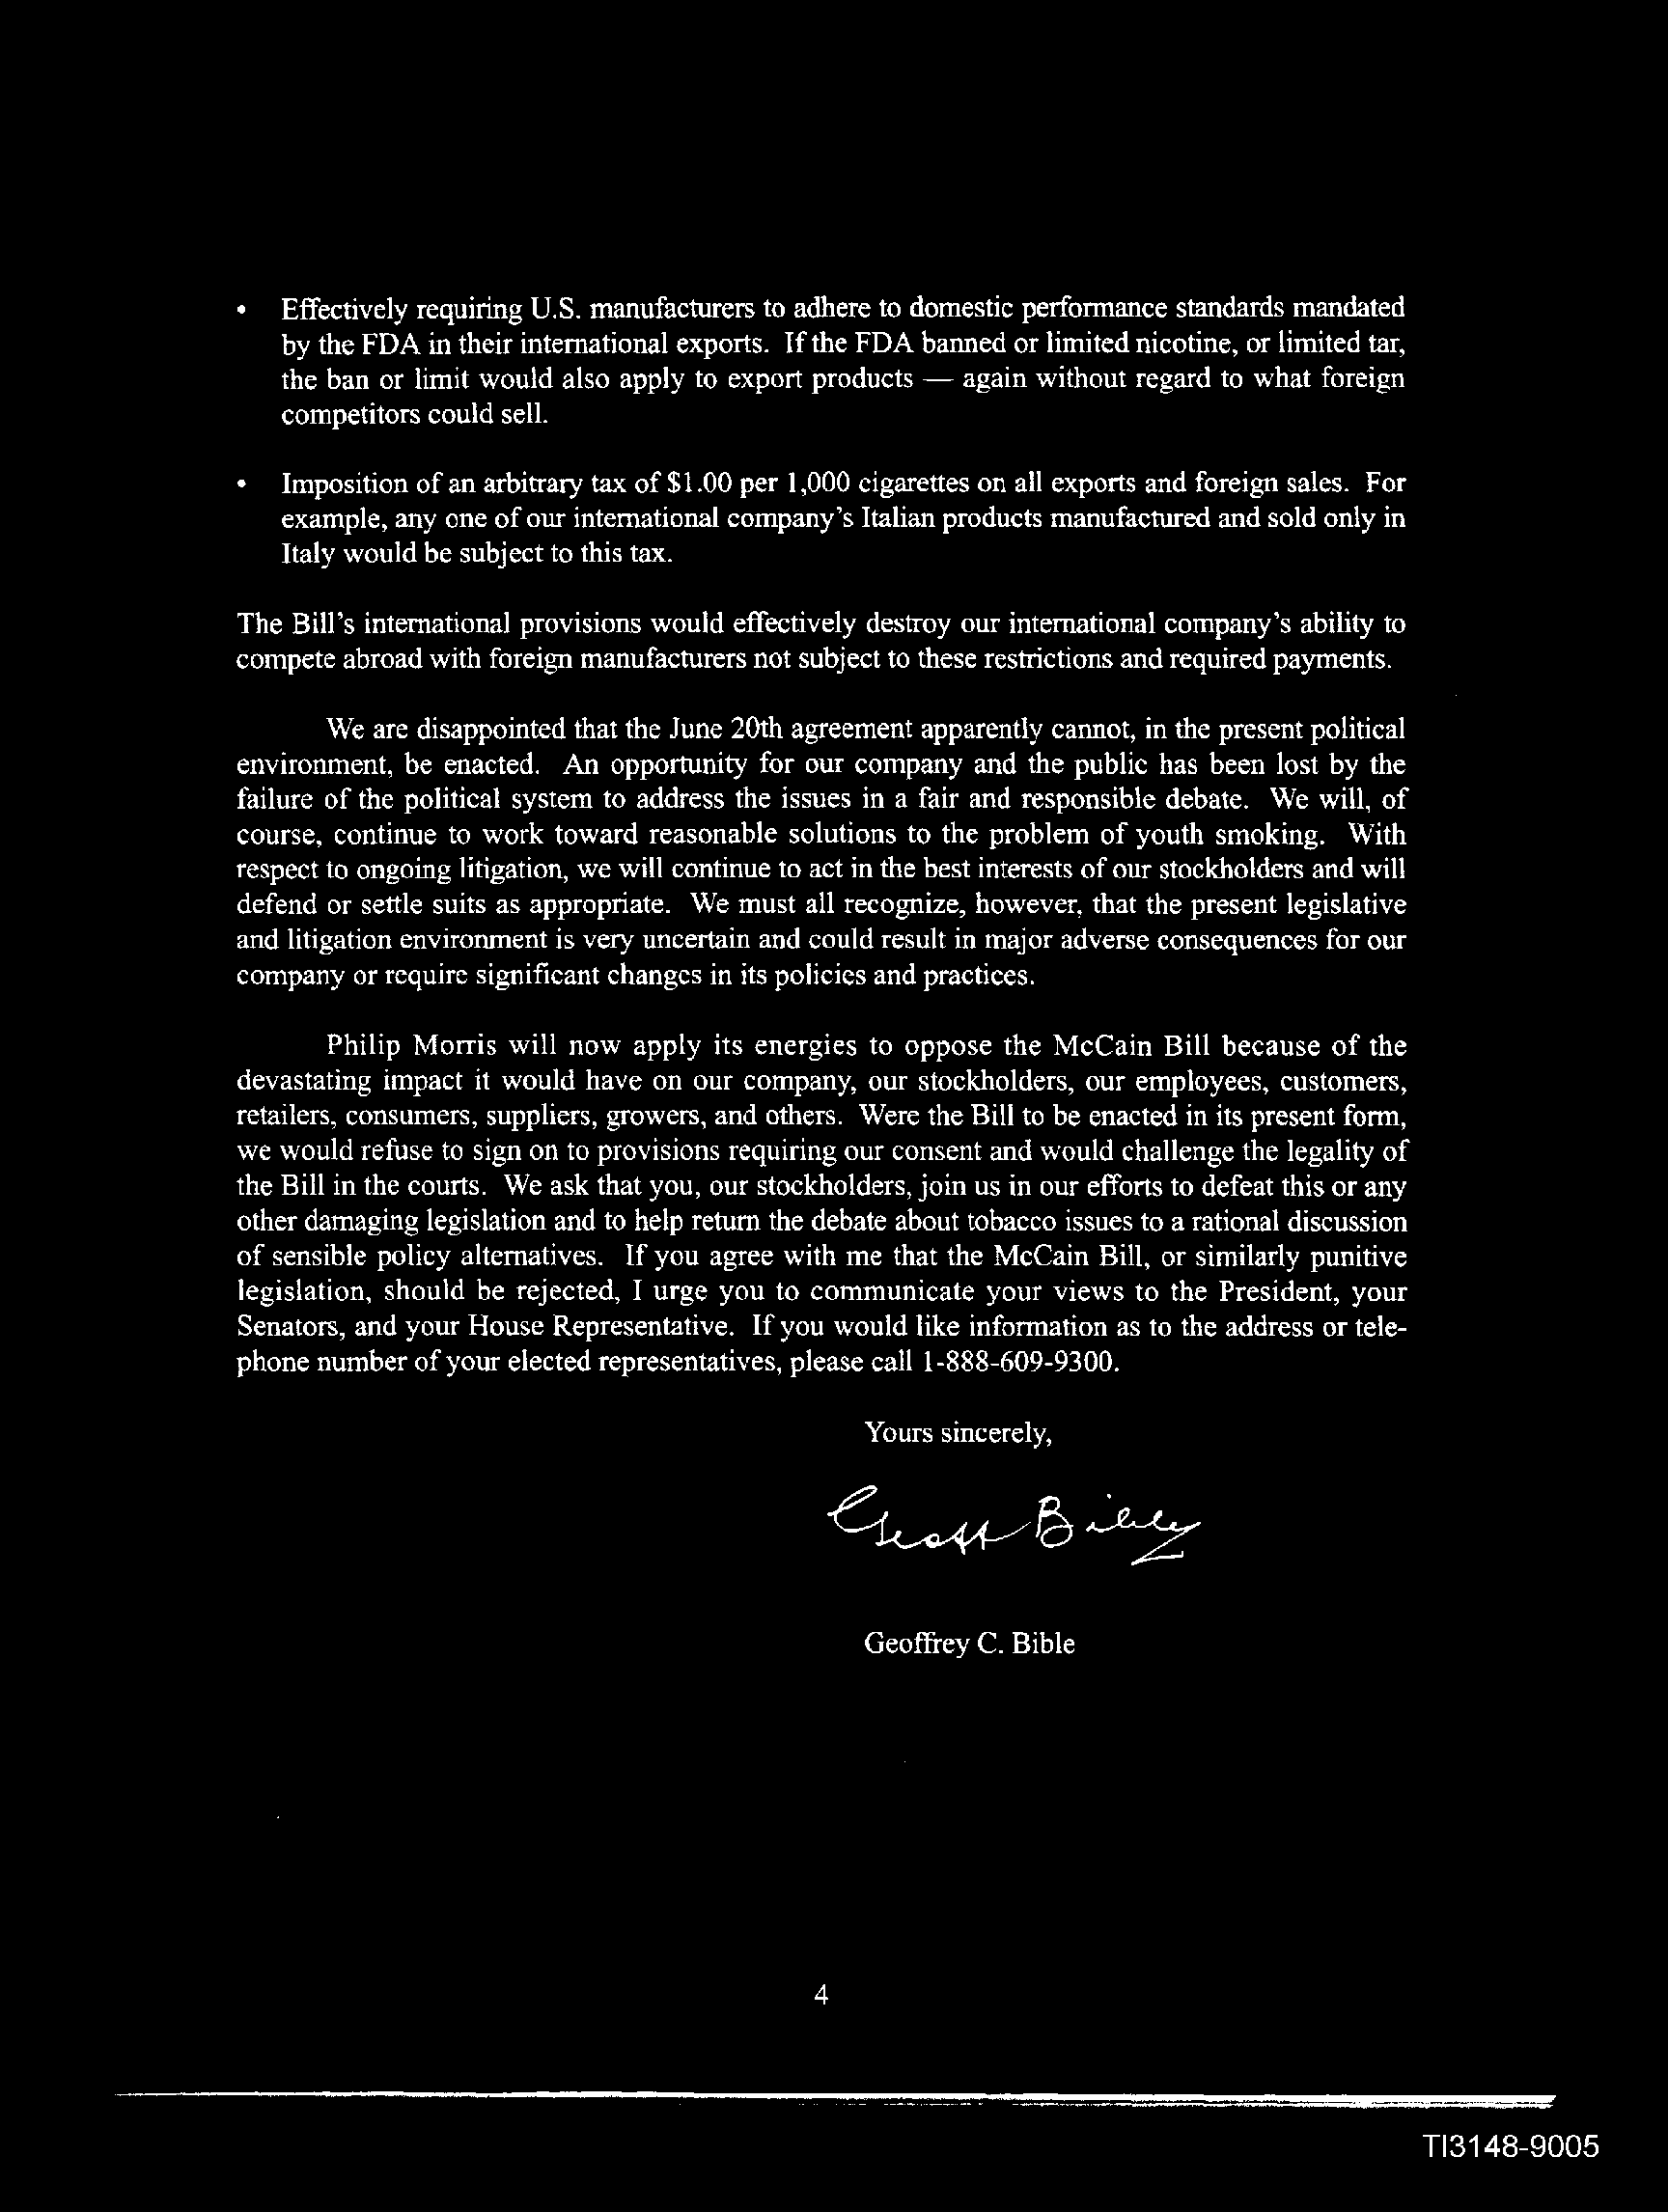 • Effectively requiring U.S. manufacturers to adhere to domestic performance standards mandated
by the FDA in their international exports. If the FDA banned or limited nicotine, or limited tar,
the ban or limit would also apply to export products — again without regard to what foreign
competitors could sell.
• Imposition of an arbitrary tax of $1.00 per 1,000 cigarettes on all exports and foreign sales. For
example, any one of our international company's Italian products manufactured and sold only in
Italy would be subject to this tax.
The Bill's international provisions would effectively destroy our international company's ability to
compete abroad with foreign manufacturers not subject to these restrictions and required payments.
We are disappointed that the June 20th agreement apparently cannot, in the present political
environment, be enacted. An opportunity for our company and the public has been lost by the
failure of the political system to address the issues in a fair and responsible debate. We will, of
course, continue to work toward reasonable solutions to the problem of youth smoking. With
respect to ongoing litigation, we will continue to act in the best interests of our stockholders and will
defend or settle suits as appropriate. We must all recognize, however, that the present legislative
and litigation environment is very uncertain and could result in major adverse consequences for our
company or require significant changes in its policies and practices.
Philip Morris will now apply its energies to oppose the McCain Bill because of the
devastating impact it would have on our company, our stockholders, our employees, customers,
retailers, consumers, suppliers, growers, and others. Were the Bill to be enacted in its present form,
we would refuse to sign on to provisions requiring our consent and would challenge the legality of
the Bill in the courts. We ask that you, our stockholders, join us in our efforts to defeat this or any
other damaging legislation and to help return the debate about tobacco issues to a rational discussion
of sensible policy alternatives. If you agree with me that the McCain Bill, or similarly punitive
legislation, should be rejected, I urge you to communicate your views to the President, your
Senators, and your House Representative. If you would like information as to the address or tele-
phone number of your elected representatives, please call 1-888-609-9300.
Yours sincerely,
Geoff Bible
Geoffrey C. Bible
4
TI3148-9005